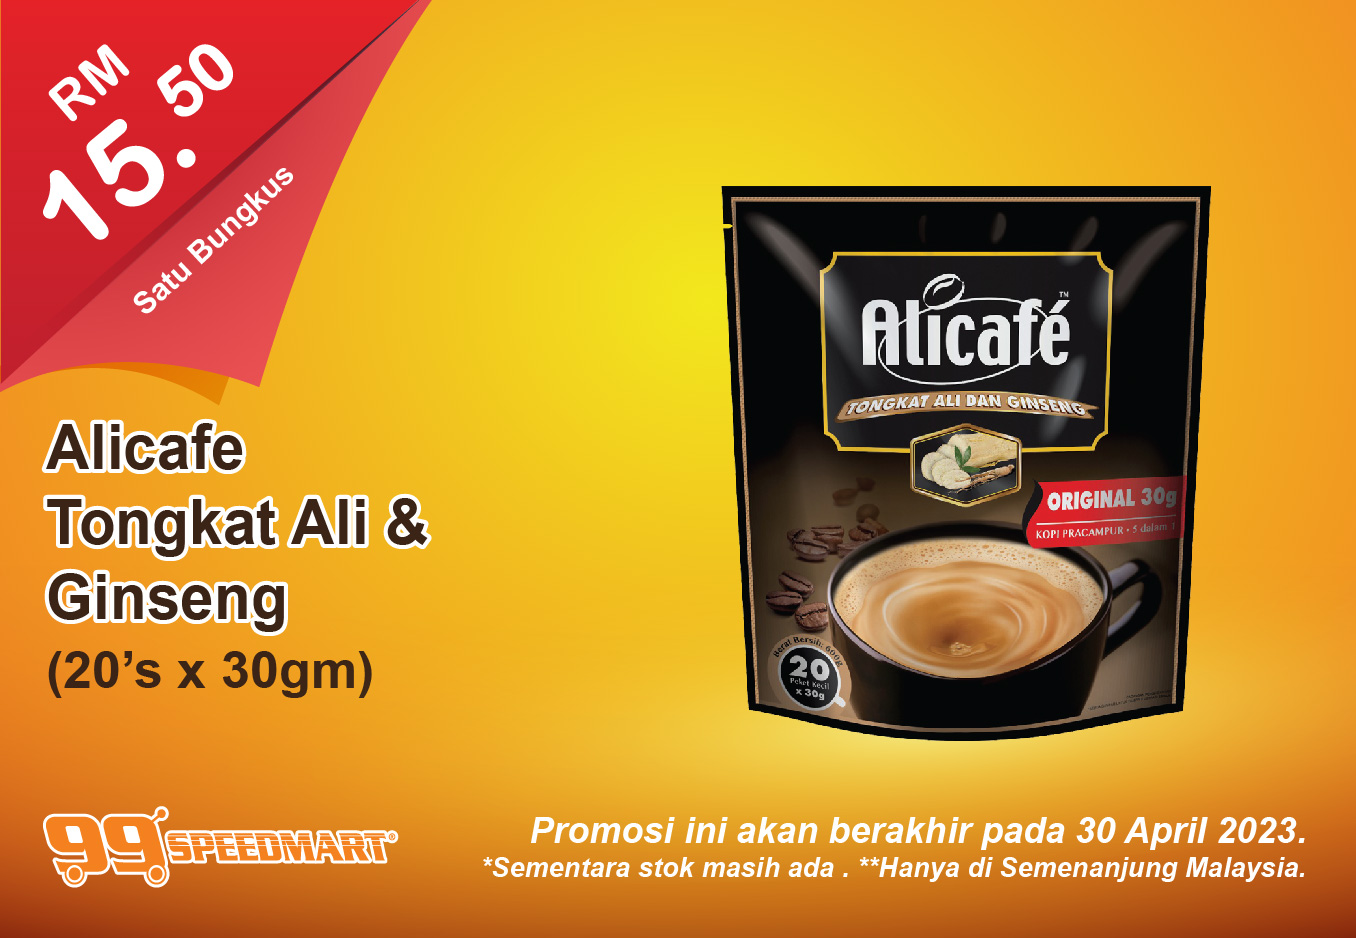 RM
15.50
Satu Bungkus
Alicafe
Tongkat Ali &
Ginseng
(20’s x 30gm)
Alicafé™
TONGKAT ALI DAN GINSENG
ORIGINAL 30g
KOPI PRACAMPUR • 5 dalam 1
Berat Bersih: 600g
20
Peket Kecil
x 30g
99 SPEEDMART®
Promosi ini akan berakhir pada 30 April 2023.
*Sementara stok masih ada . **Hanya di Semenanjung Malaysia.